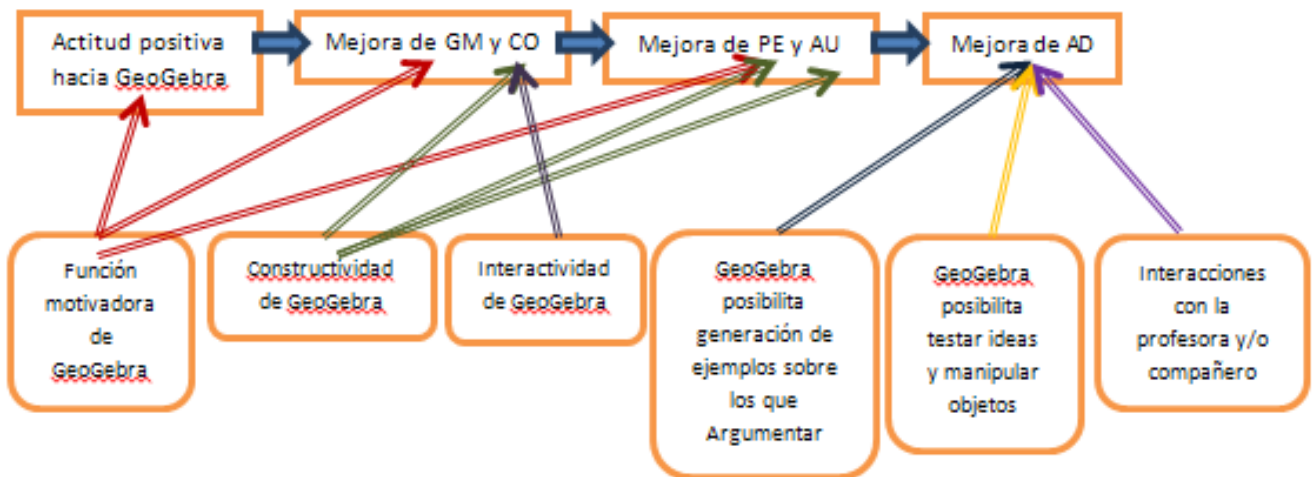 Actitud positiva
hacia GeoGebra
Mejora de GM y CO
Mejora de PE y AU
Mejora de AD
Función
motivadora
de
GeoGebra
Constructividad
de GeoGebra
Interactividad
de GeoGebra
GeoGebra
posibilita
generación de
ejemplos sobre
los que
Argumentar
GeoGebra
posibilita
testar ideas
y manipular
objetos
Interacciones
con la
profesora y/o
compañero